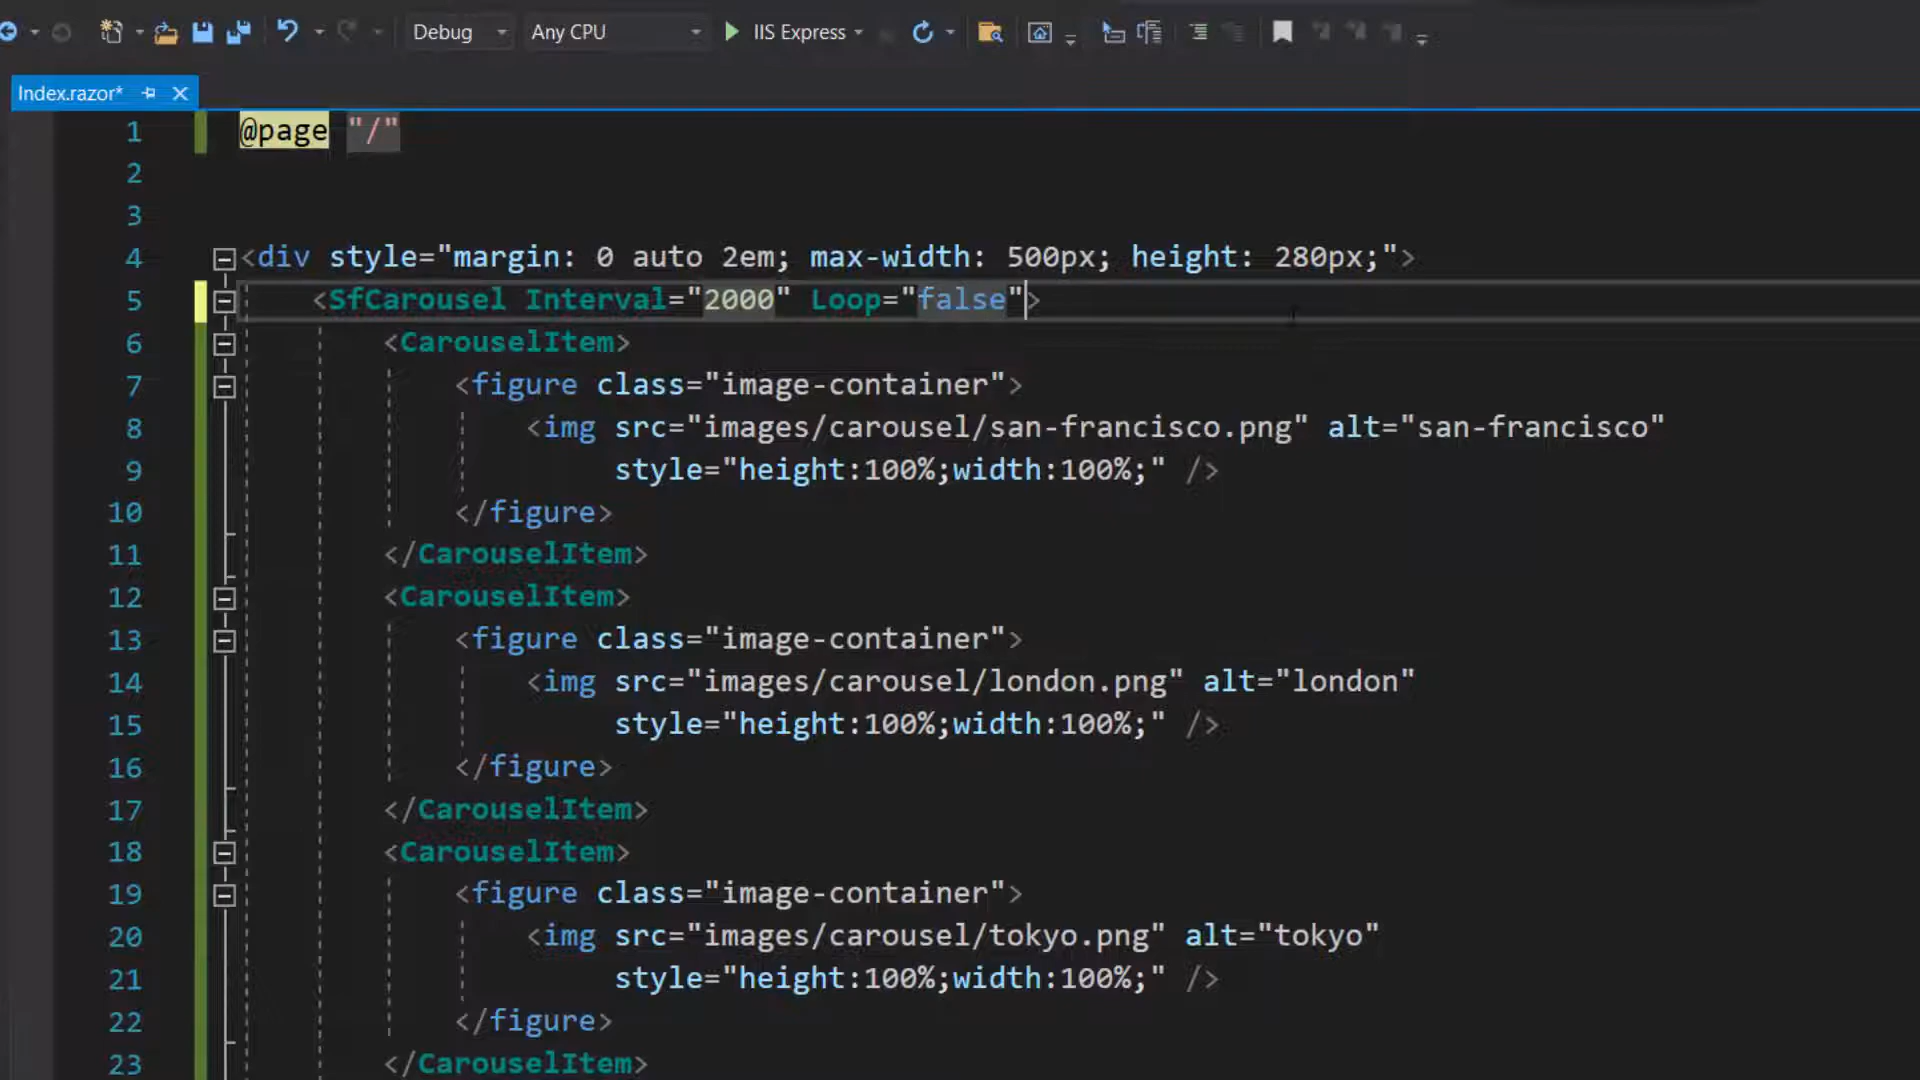 Debug Any CPU IIS Express
Index.razor*
1 @page "/"
2
3
4 <div style="margin: 0 auto 2em; max-width: 500px; height: 280px;">
5 <SfCarousel Interval="2000" Loop="false">
6 <CarouselItem>
7 <figure class="image-container">
8 <img src="images/carousel/san-francisco.png" alt="san-francisco"
9 style="height:100%;width:100%;" />
10 </figure>
11 </CarouselItem>
12 <CarouselItem>
13 <figure class="image-container">
14 <img src="images/carousel/london.png" alt="london"
15 style="height:100%;width:100%;" />
16 </figure>
17 </CarouselItem>
18 <CarouselItem>
19 <figure class="image-container">
20 <img src="images/carousel/tokyo.png" alt="tokyo"
21 style="height:100%;width:100%;" />
22 </figure>
23 </CarouselItem>